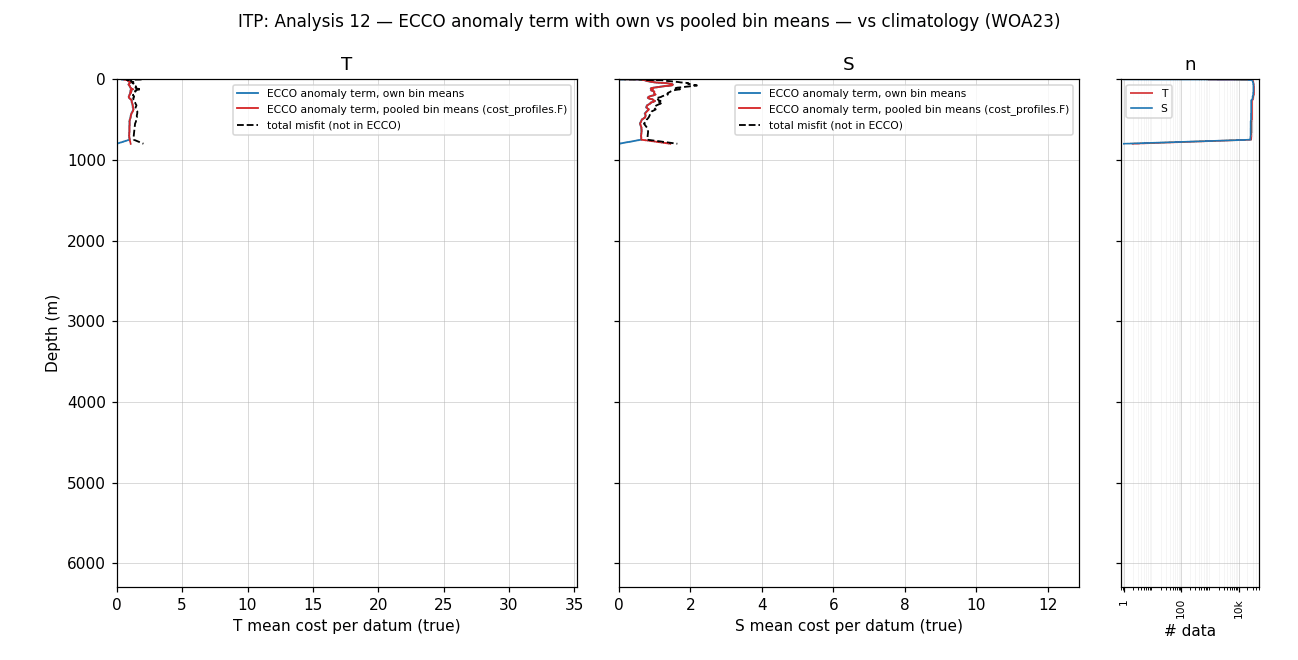 ITP: Analysis 12 — ECCO anomaly term with own vs pooled bin means — vs climatology (WOA23)
T
S
n
ECCO anomaly term, own bin means
ECCO anomaly term, pooled bin means (cost_profiles.F)
total misfit (not in ECCO)
ECCO anomaly term, own bin means
ECCO anomaly term, pooled bin means (cost_profiles.F)
total misfit (not in ECCO)
T
S
0
1000
2000
3000
4000
5000
6000
Depth (m)
0 5 10 15 20 25 30 35
T mean cost per datum (true)
0 2 4 6 8 10 12
S mean cost per datum (true)
1 100 10k
# data